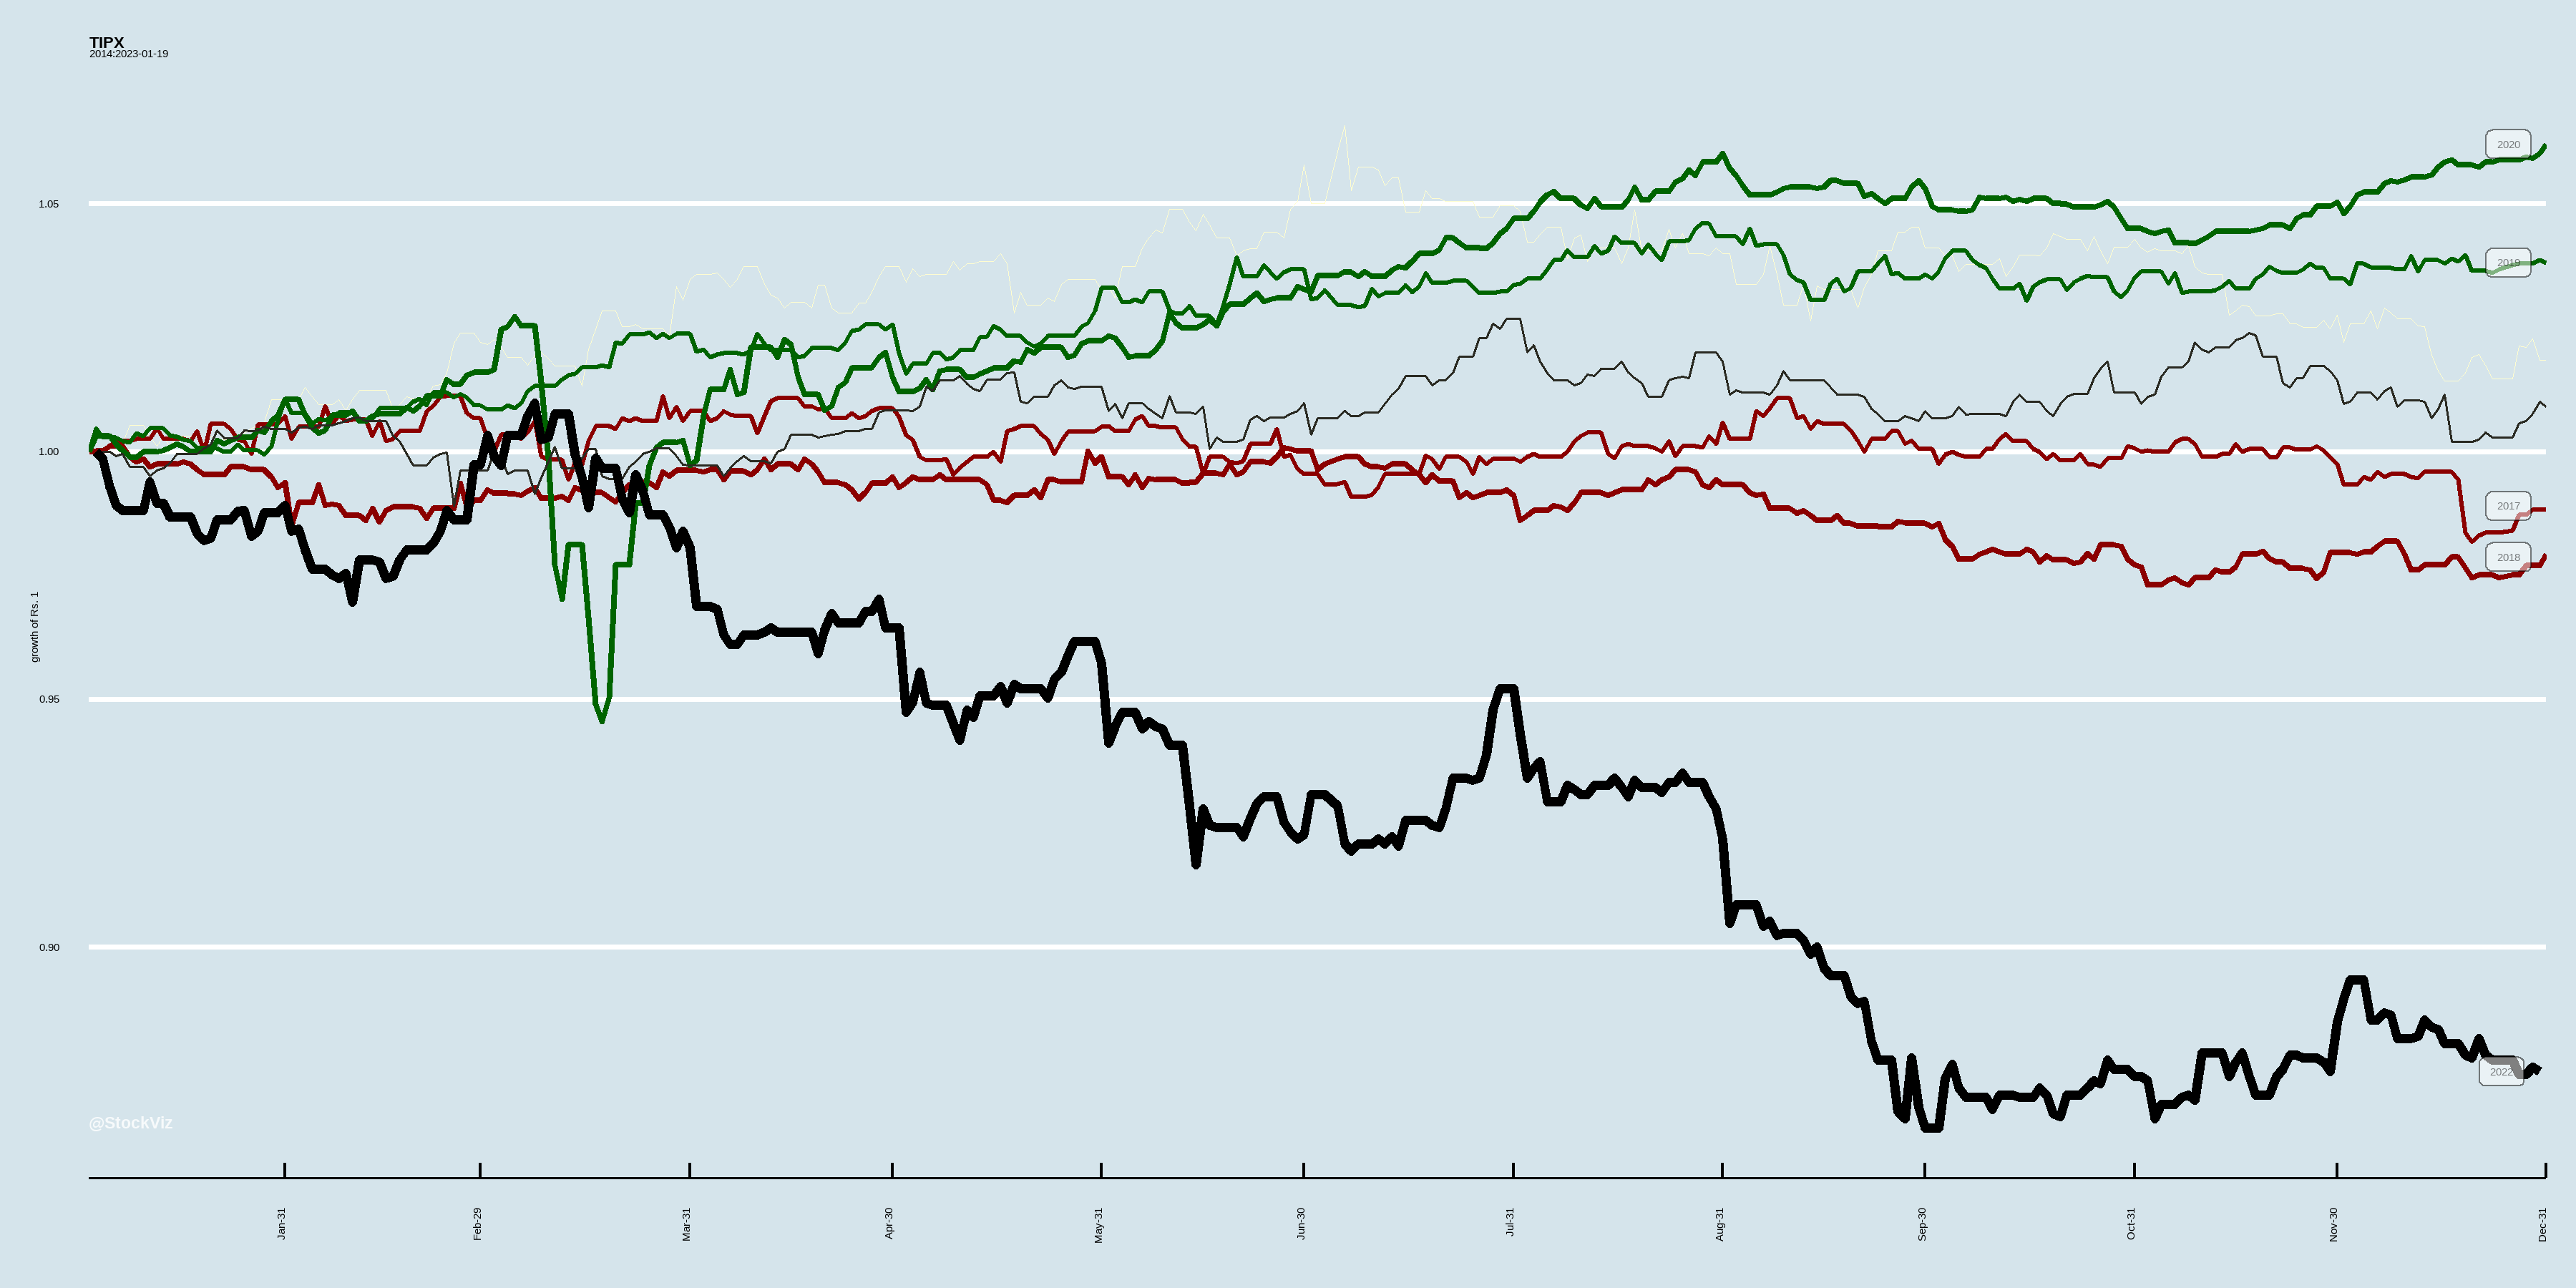 TIPX
2014:2023-01-19
2020
1.05
2019
1.00
2017
2018
growth of Rs. 1
0.95
0.90
2022
@StockViz
Jan-31
Feb-29
Mar-31
Apr-30
May-31
Jun-30
Jul-31
Aug-31
Sep-30
Oct-31
Nov-30
Dec-31